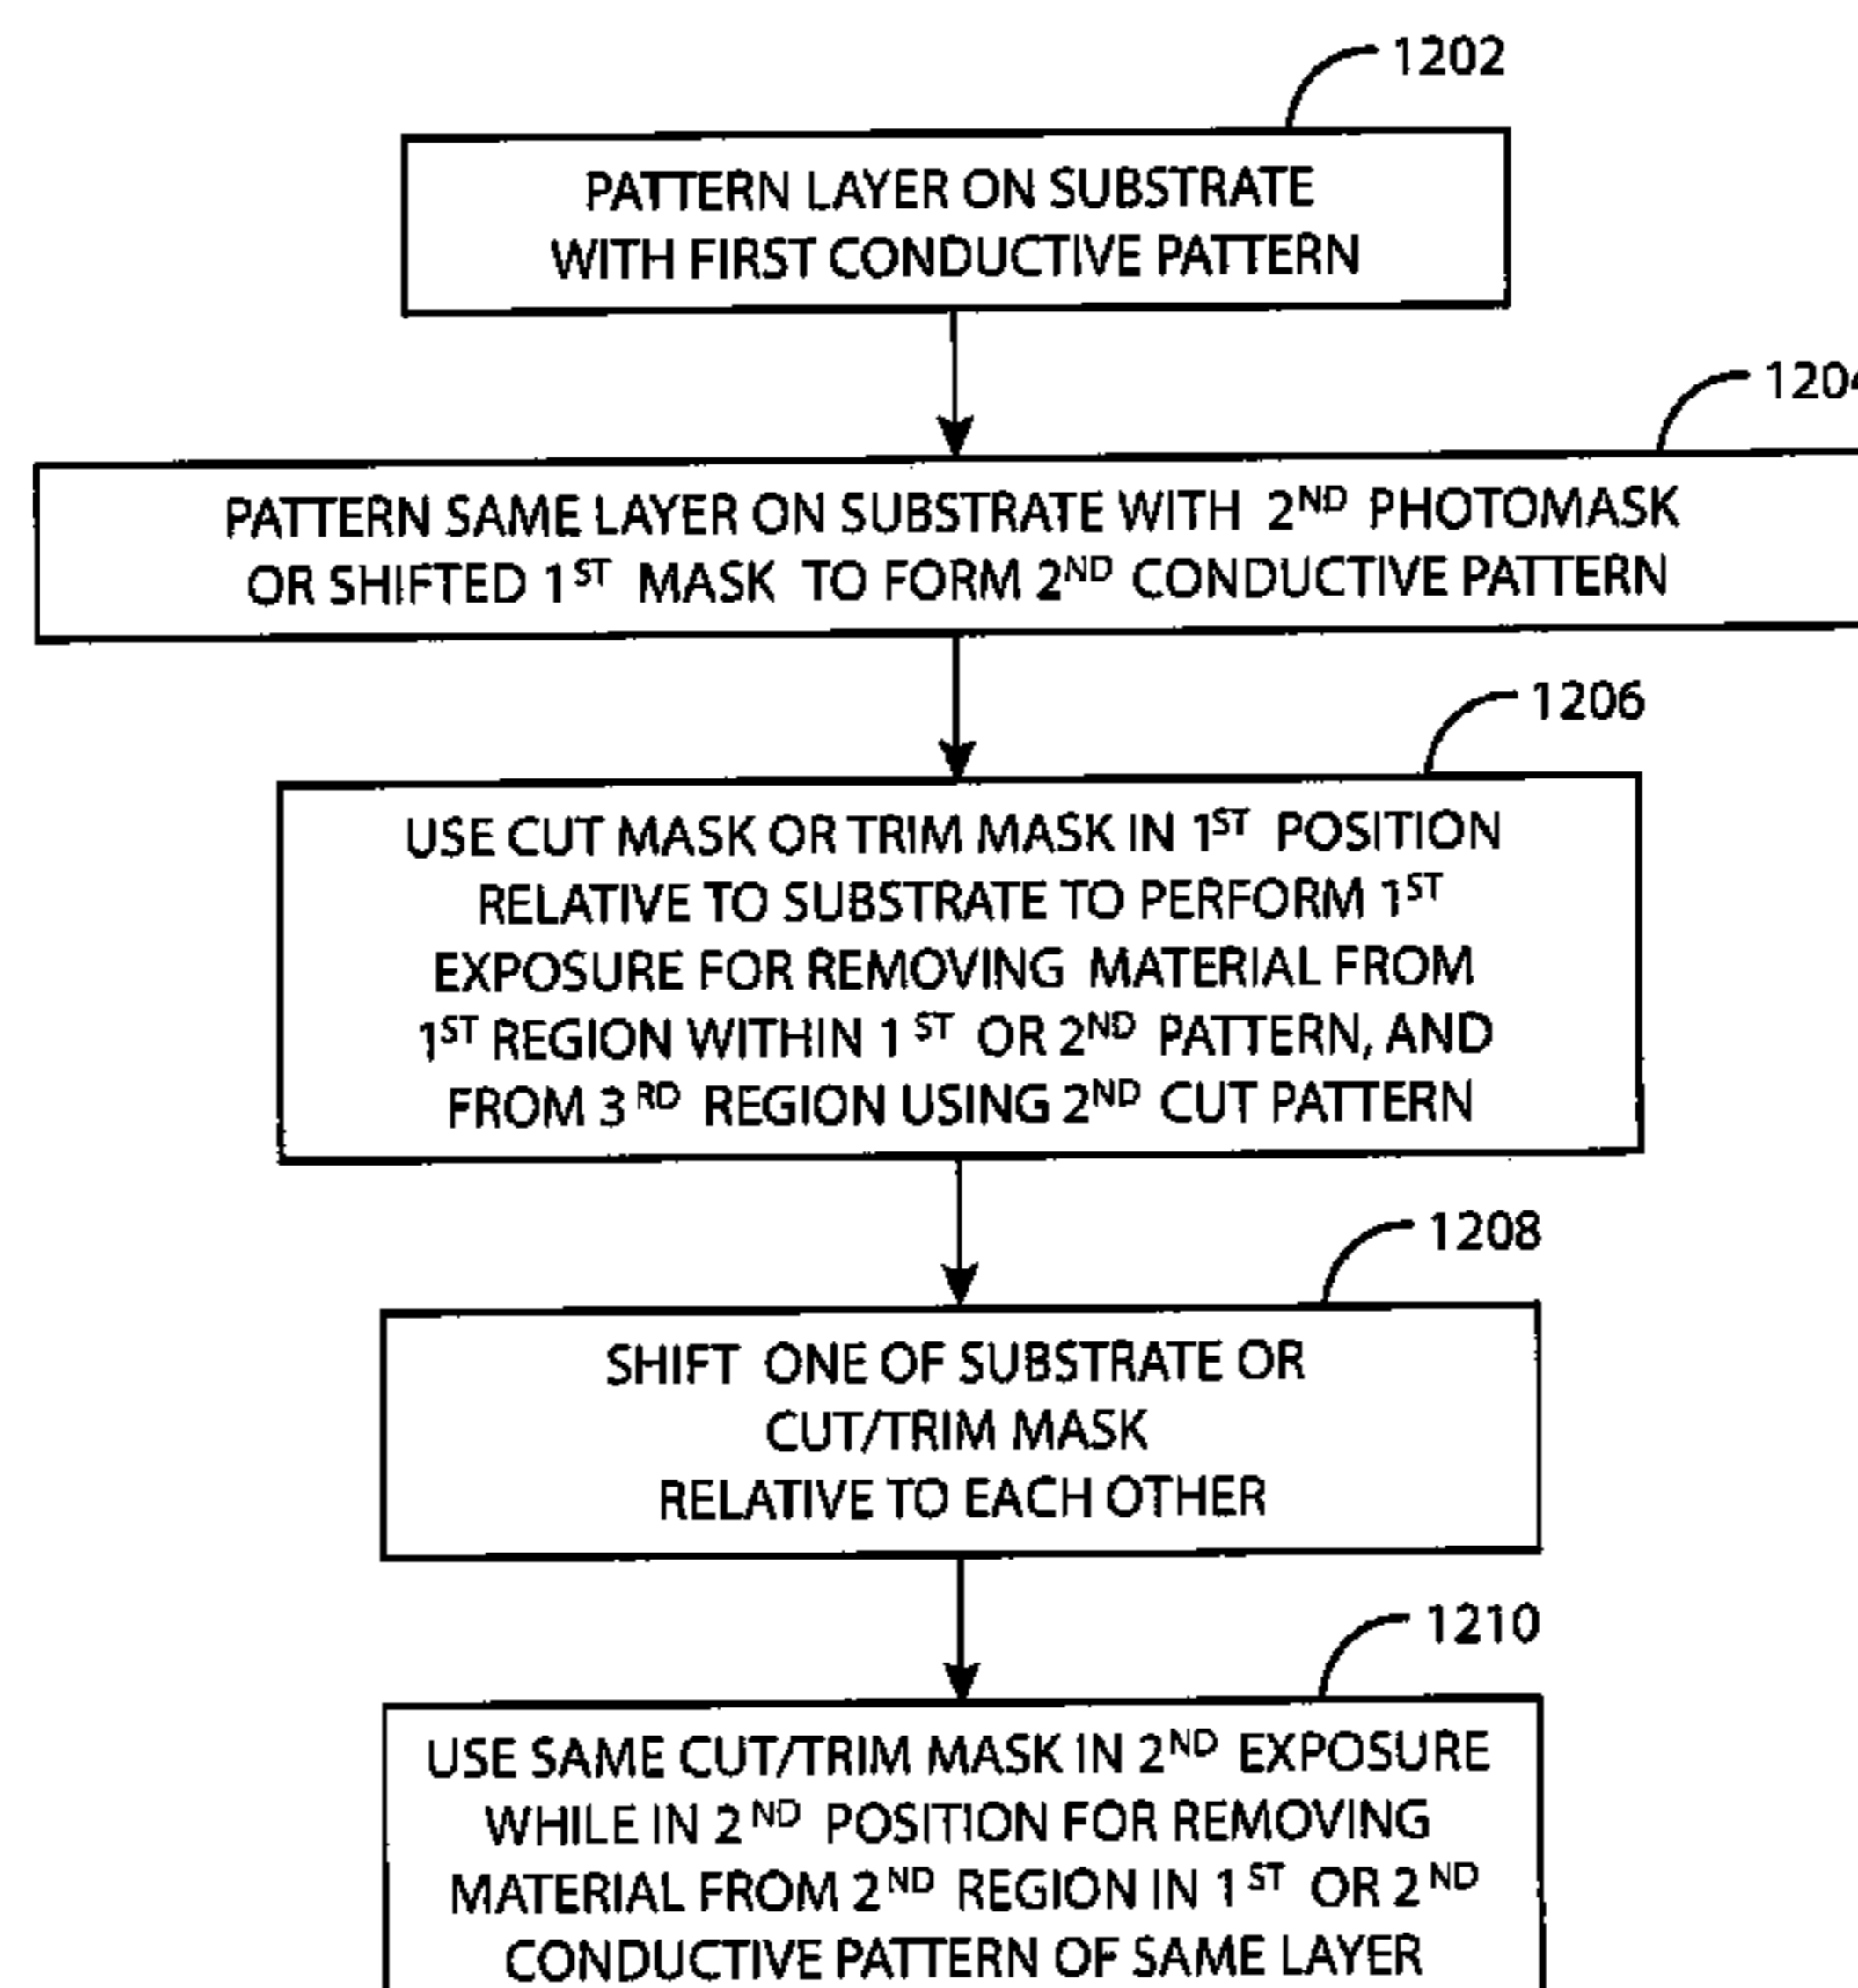 1202
PATTERN LAYER ON SUBSTRATE
WITH FIRST CONDUCTIVE PATTERN
1204
PATTERN SAME LAYER ON SUBSTRATE WITH 2ND PHOTOMASK
OR SHIFTED 1ST MASK TO FORM 2ND CONDUCTIVE PATTERN
1206
USE CUT MASK OR TRIM MASK IN 1ST POSITION
RELATIVE TO SUBSTRATE TO PERFORM 1ST
EXPOSURE FOR REMOVING MATERIAL FROM
1ST REGION WITHIN 1ST OR 2ND PATTERN, AND
FROM 3RD REGION USING 2ND CUT PATTERN
1208
SHIFT ONE OF SUBSTRATE OR
CUT/TRIM MASK
RELATIVE TO EACH OTHER
1210
USE SAME CUT/TRIM MASK IN 2ND EXPOSURE
WHILE IN 2ND POSITION FOR REMOVING
MATERIAL FROM 2ND REGION IN 1ST OR 2ND
CONDUCTIVE PATTERN OF SAME LAYER